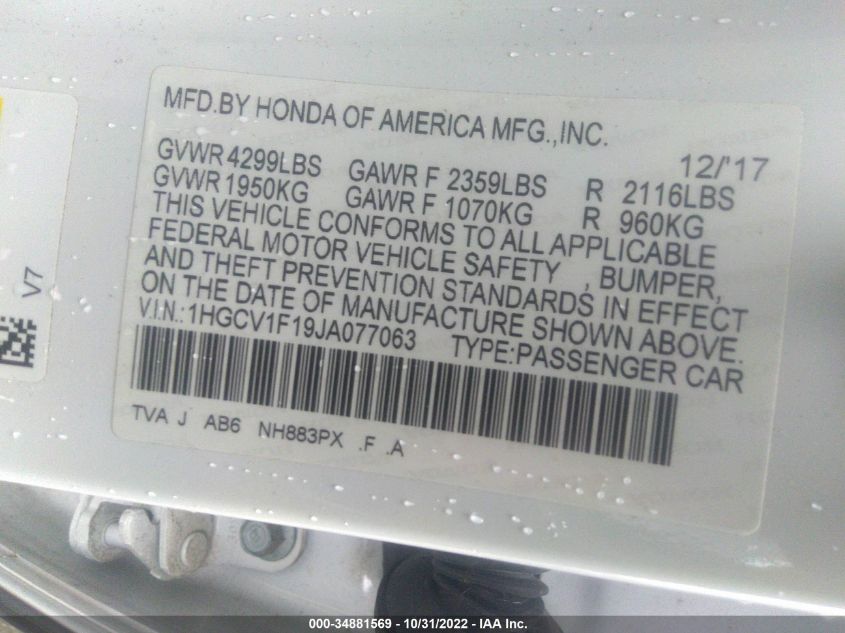 MFD.BY HONDA OF AMERICA MFG.,INC.
12/'17
GVWR 4299LBS GAWR F 2359LBS R 2116LBS
GVWR 1950KG GAWR F 1070KG R 960KG
THIS VEHICLE CONFORMS TO ALL APPLICABLE
FEDERAL MOTOR VEHICLE SAFETY , BUMPER,
AND THEFT PREVENTION STANDARDS IN EFFECT
ON THE DATE OF MANUFACTURE SHOWN ABOVE.
V.I.N.:1HGCV1F19JA077063 TYPE:PASSENGER CAR
TVA J AB6 NH883PX .F .A
V7
000-34881569 - 10/31/2022 - IAA Inc.